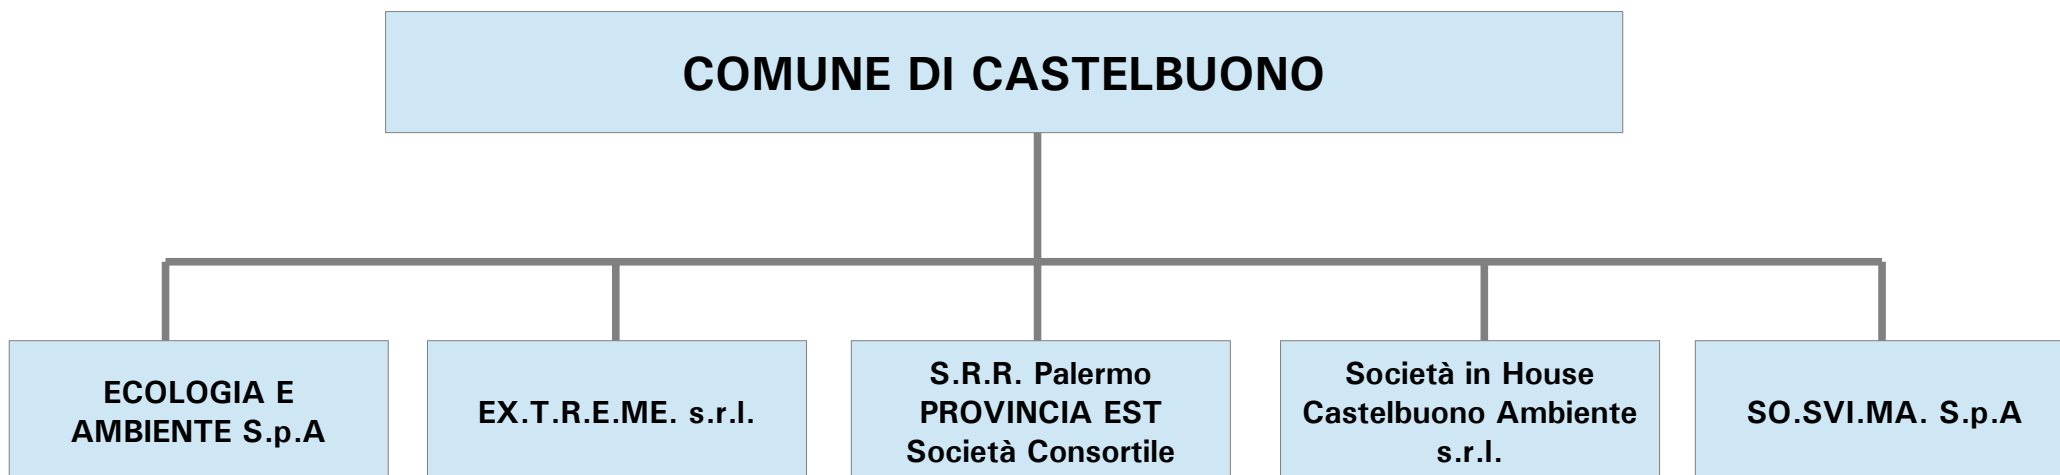 COMUNE DI CASTELBUONO
ECOLOGIA E
AMBIENTE S.p.A
EX.T.R.E.ME. s.r.l.
S.R.R. Palermo
PROVINCIA EST
Società Consortile
Società in House
Castelbuono Ambiente
s.r.l.
SO.SVI.MA. S.p.A